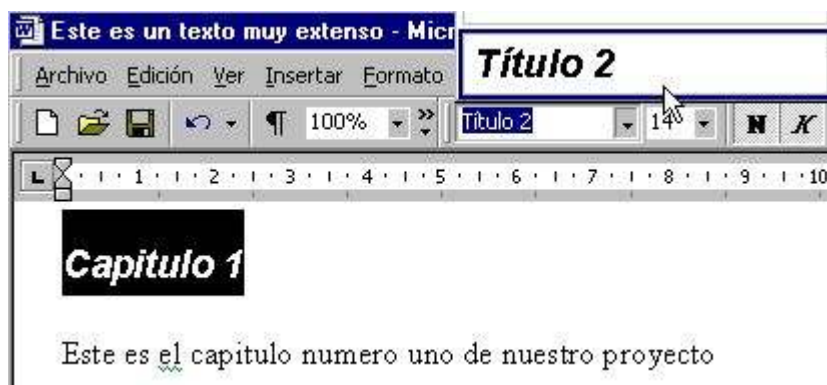 Este es un texto muy extenso - Micr
Título 2
Archivo Edición Ver Insertar Formato
100% Título 2 14 N K
1 2 3 4 5 6 7 8 9 10
Capitulo 1
Este es el capitulo numero uno de nuestro proyecto